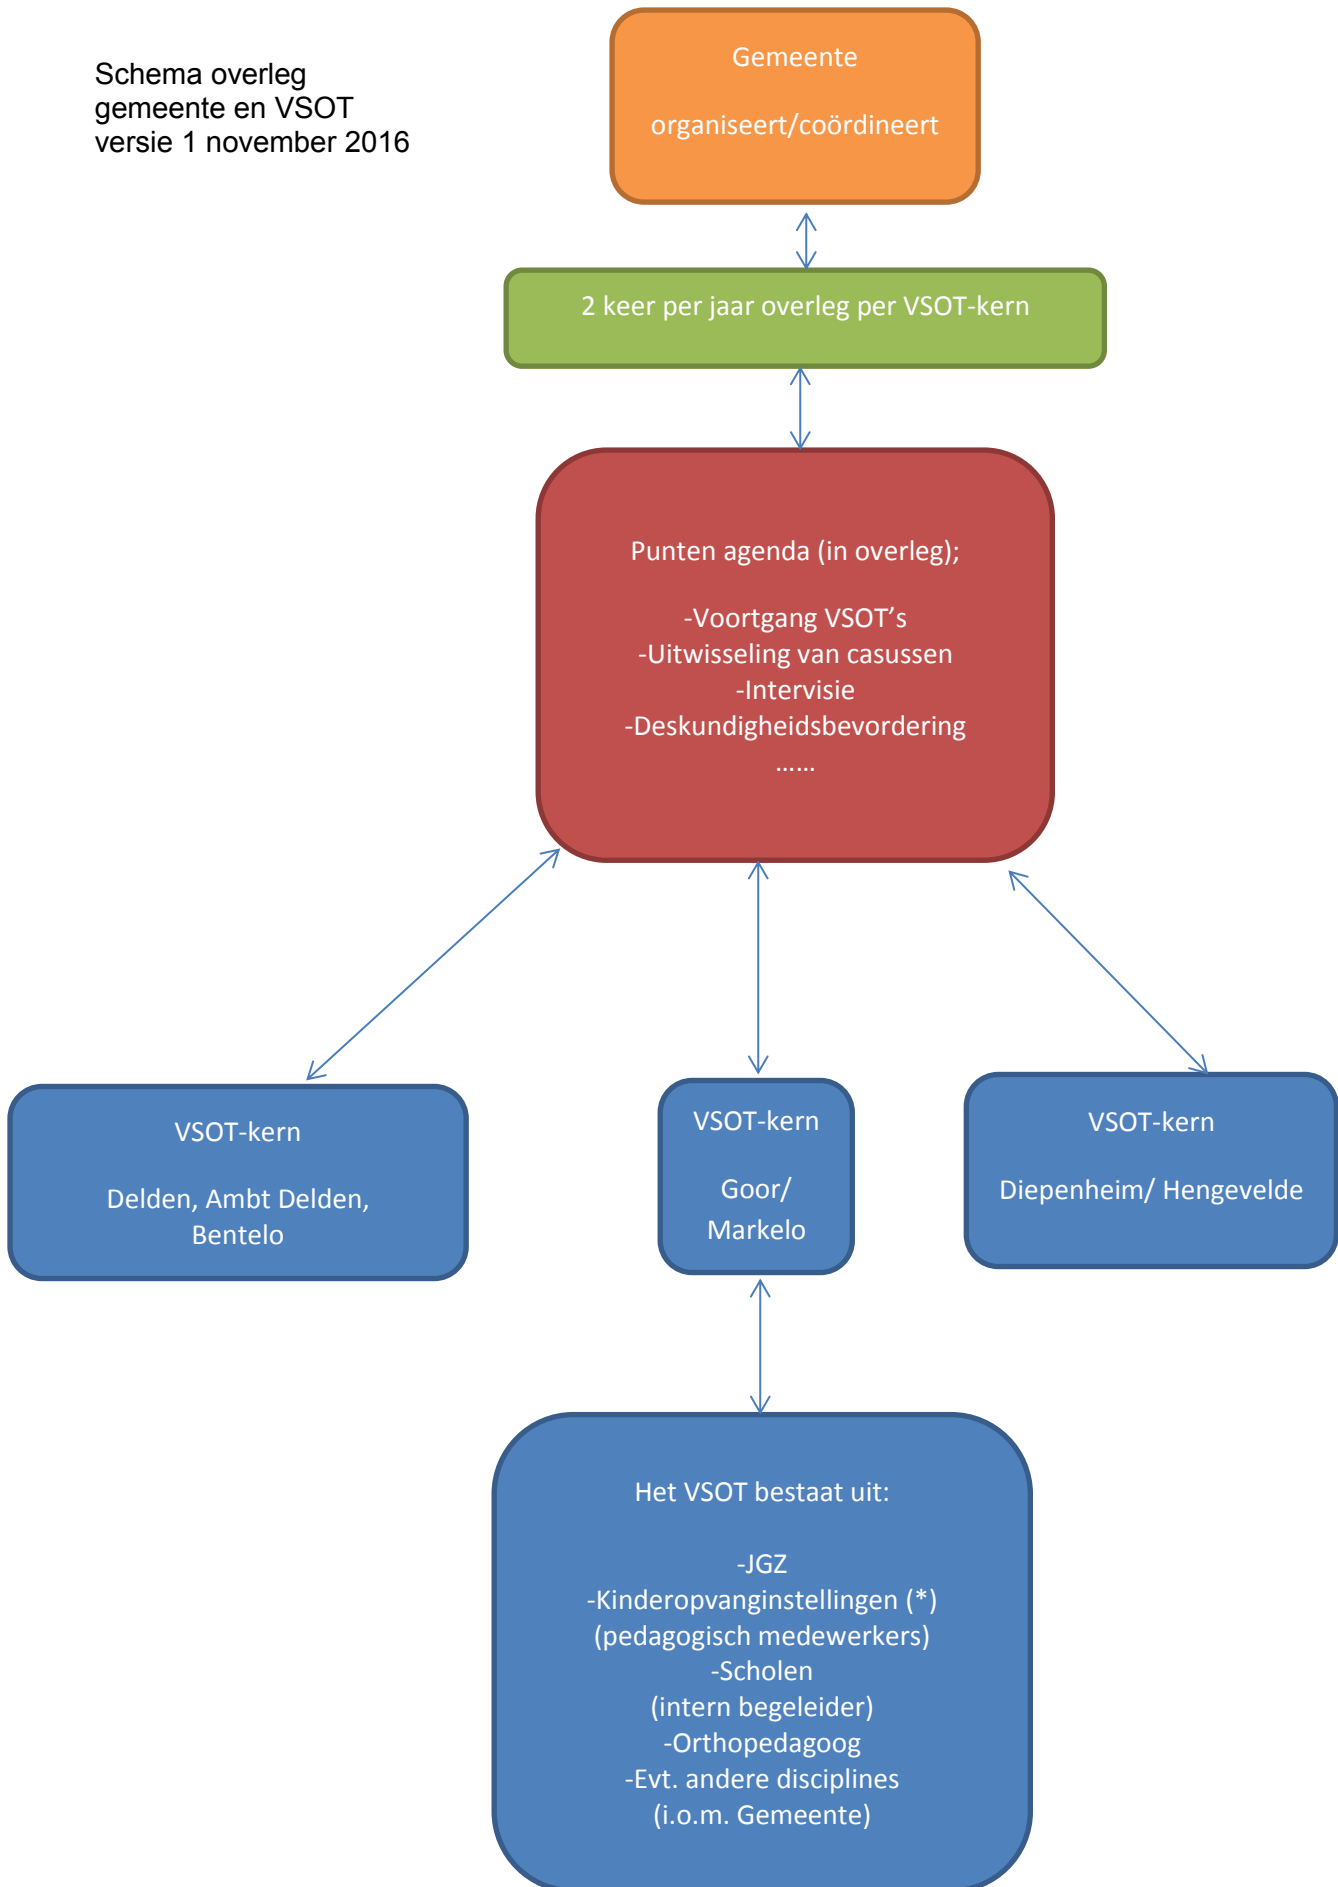 Schema overleg
gemeente en VSOT
versie 1 november 2016
Gemeente
organiseert/coördineert
2 keer per jaar overleg per VSOT-kern
Punten agenda (in overleg);
-Voortgang VSOT’s
-Uitwisseling van casussen
-Intervisie
-Deskundigheidsbevordering
......
VSOT-kern
Delden, Ambt Delden,
Bentelo
VSOT-kern
Goor/
Markelo
VSOT-kern
Diepenheim/ Hengevelde
Het VSOT bestaat uit:
-JGZ
-Kinderopvanginstellingen (*)
(pedagogisch medewerkers)
-Scholen
(intern begeleider)
-Orthopedagoog
-Evt. andere disciplines
(i.o.m. Gemeente)